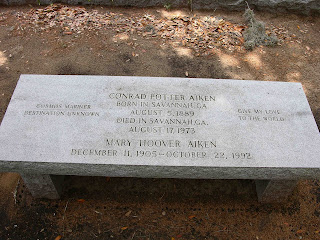 CONRAD POTTER AIKEN
BORN IN SAVANNAH, GA.
AUGUST 5, 1889
DIED IN SAVANNAH, GA.
AUGUST 17, 1973
COSMOS MARINER
DESTINATION UNKNOWN
GIVE MY LOVE
TO THE WORLD
MARY HOOVER AIKEN
DECEMBER 11, 1905–OCTOBER 22, 1992